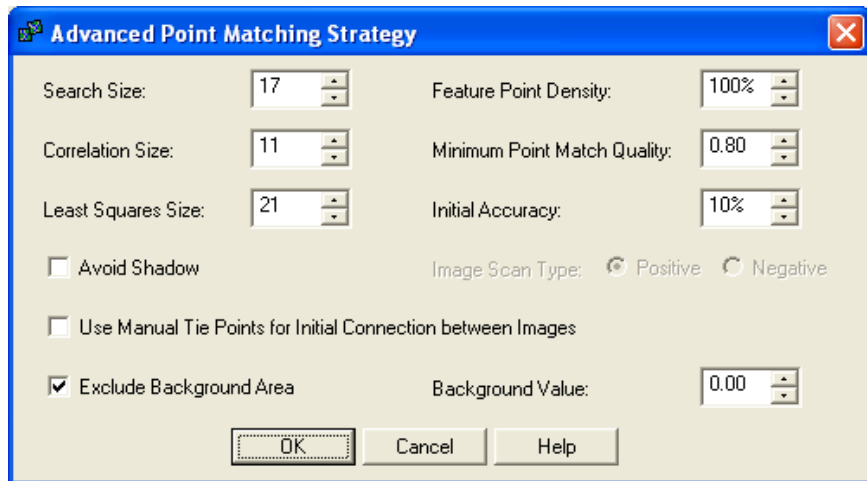 Advanced Point Matching Strategy
Search Size: 17 Feature Point Density: 100%
Correlation Size: 11 Minimum Point Match Quality: 0.80
Least Squares Size: 21 Initial Accuracy: 10%
Avoid Shadow Image Scan Type: Positive Negative
Use Manual Tie Points for Initial Connection between Images
Exclude Background Area Background Value: 0.00
OK Cancel Help